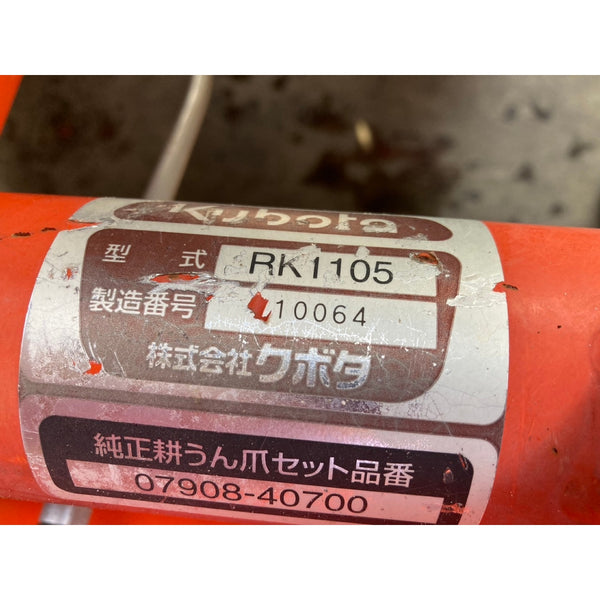 Kubota
型式 RK1105
製造番号 10064
株式会社クボタ
純正耕うん爪セット品番
07908-40700